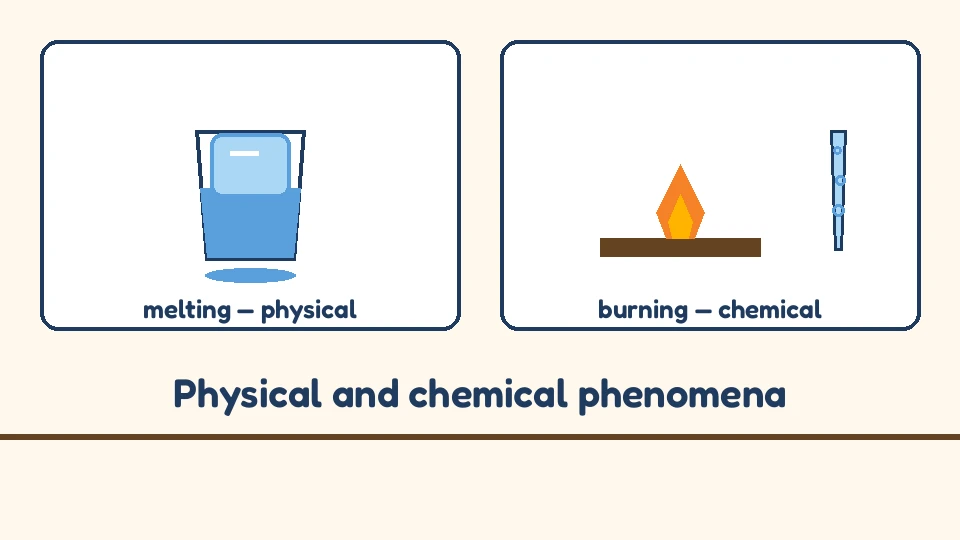 melting — physical
burning — chemical
Physical and chemical phenomena